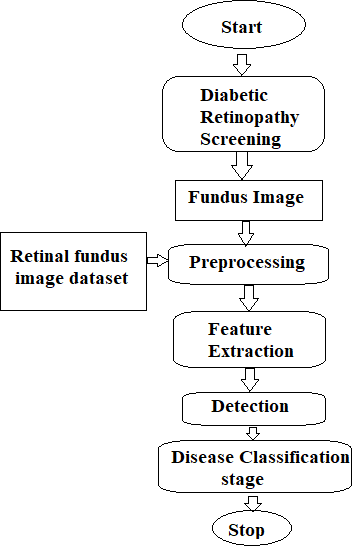 Start
Diabetic
Retinopathy
Screening
Fundus Image
Retinal fundus
image dataset
Preprocessing
Feature
Extraction
Detection
Disease Classification
stage
Stop